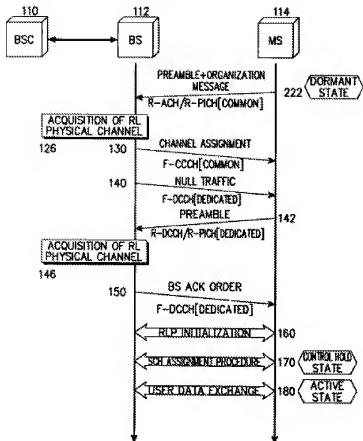 110
112
114
BSC
BS
MS
PREAMBLE+ORGANIZATION
MESSAGE
222
DORMANT
STATE
R-ACH/R-PICH[COMMON]
ACQUISITION OF RL
PHYSICAL CHANNEL
126
130
CHANNEL ASSIGNMENT
F-CCCH[COMMON]
140
NULL TRAFFIC
F-DCCH[DEDICATED]
PREAMBLE
142
R-DCCH/R-PICH[DEDICATED]
ACQUISITION OF RL
PHYSICAL CHANNEL
146
150
BS ACK ORDER
F-DCCH[DEDICATED]
RLP INITIALIZATION
160
SCH ASSIGNMENT PROCEDURE
170
CONTROL HOLD
STATE
USER DATA EXCHANGE
180
ACTIVE
STATE